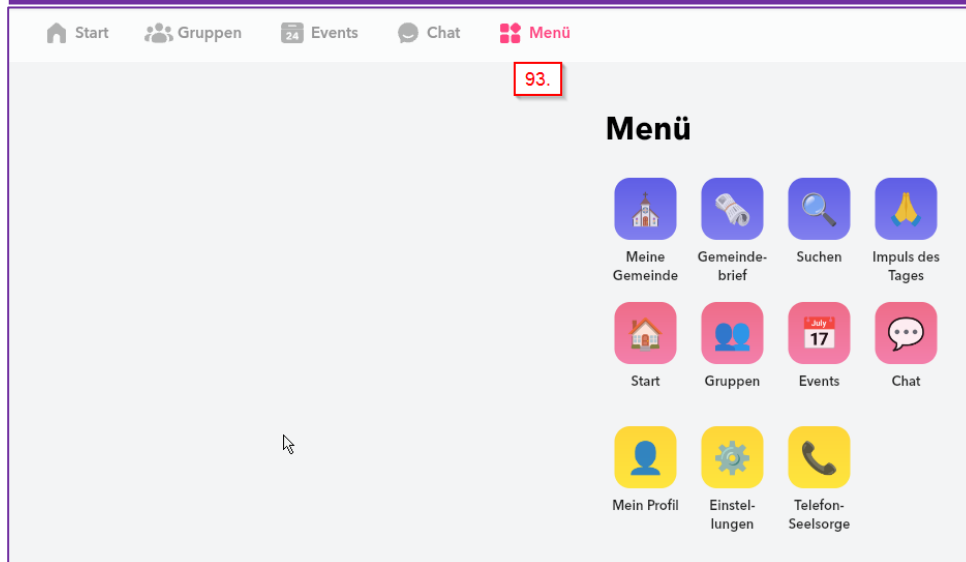 Start Gruppen 24 Events Chat Menü
93.
Menü
Meine Gemeinde-
Suchen Impuls des
Gemeinde brief Tages
July
17
Start Gruppen Events Chat
Mein Profil Einstel- Telefon-
lungen Seelsorge